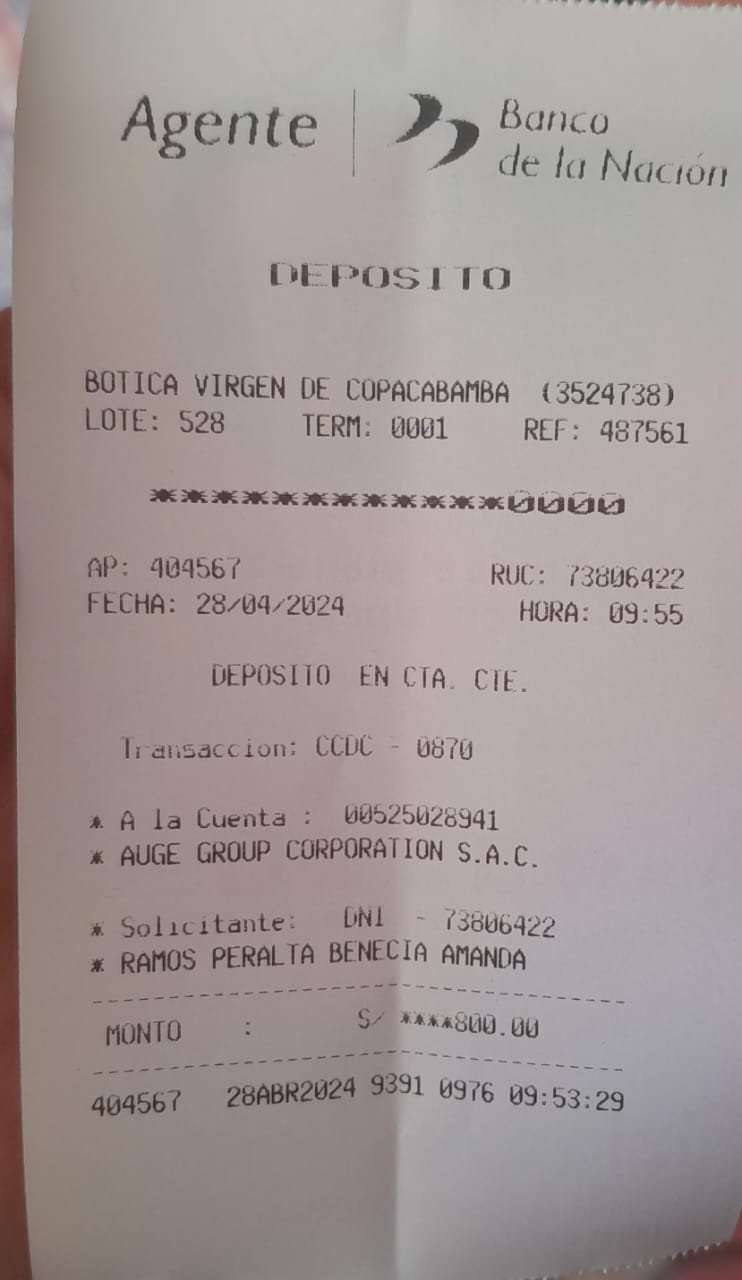 Agente | Banco
de la Nación
DEPOSITO
BOTICA VIRGEN DE COPACABAMBA (3524738)
LOTE: 528 TERM: 0001 REF: 487561
************0000
AP: 404567 RUC: 73806422
FECHA: 28/04/2024 HORA: 09:55
DEPOSITO EN CTA. CTE.
Transaccion: CCDC - 0870
* A la Cuenta : 00525028941
* AUGE GROUP CORPORATION S.A.C.
* Solicitante: DNI - 73806422
* RAMOS PERALTA BENECIA AMANDA
MONTO : S/ ****800.00
404567 28ABR2024 9391 0976 09:53:29